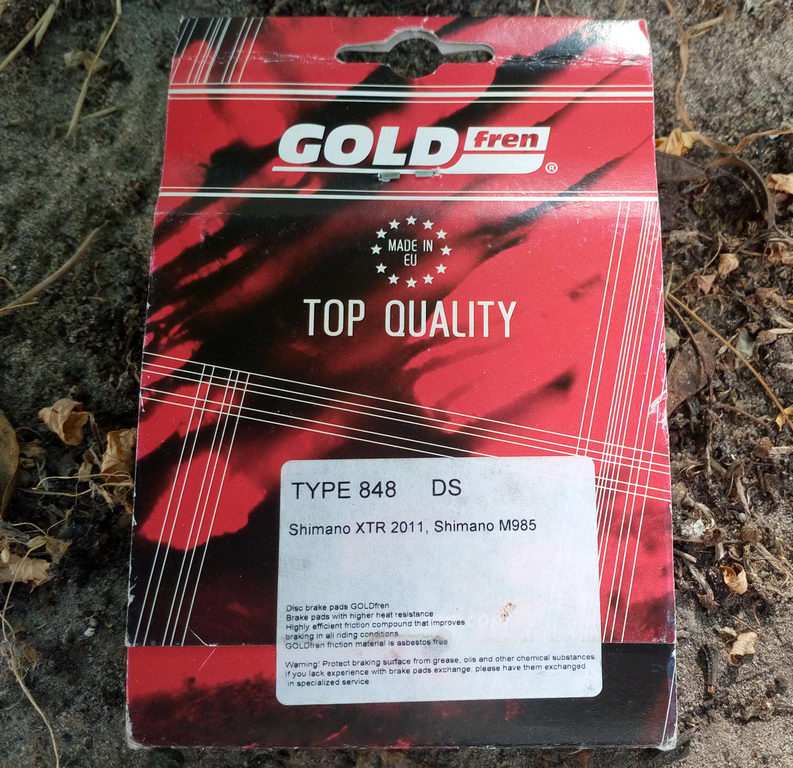 GOLD fren ®
MADE IN
EU
TOP QUALITY
TYPE 848 DS
Shimano XTR 2011, Shimano M985
Disc brake pads GOLDfren
Brake pads with higher heat resistance
Highly efficient friction compound that improves
braking in all riding conditions
GOLDfren friction material is asbestos free
Warning! Protect braking surface from grease, oils and other chemical substances
If you lack experience with brake pads exchange, please have them exchanged
in specialized service